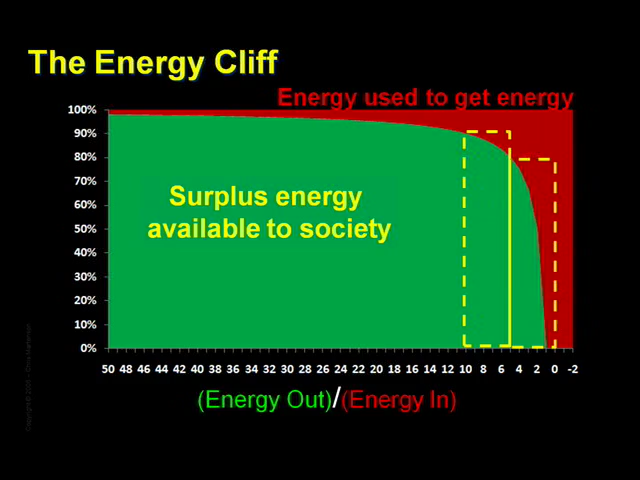 The Energy Cliff
Energy used to get energy
100%
90%
80%
70%
60%
50%
40%
30%
20%
10%
0%
Surplus energy
available to society
50 48 46 44 42 40 38 36 34 32 30 28 26 24 22 20 18 16 14 12 10 8 6 4 2 0 -2
(Energy Out)/(Energy In)